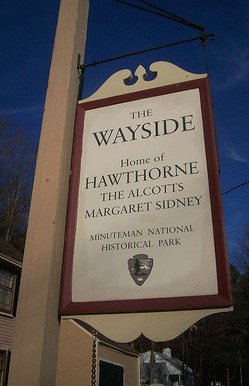 THE
WAYSIDE
Home of
HAWTHORNE
THE ALCOTTS
MARGARET SIDNEY
MINUTEMAN NATIONAL
HISTORICAL PARK